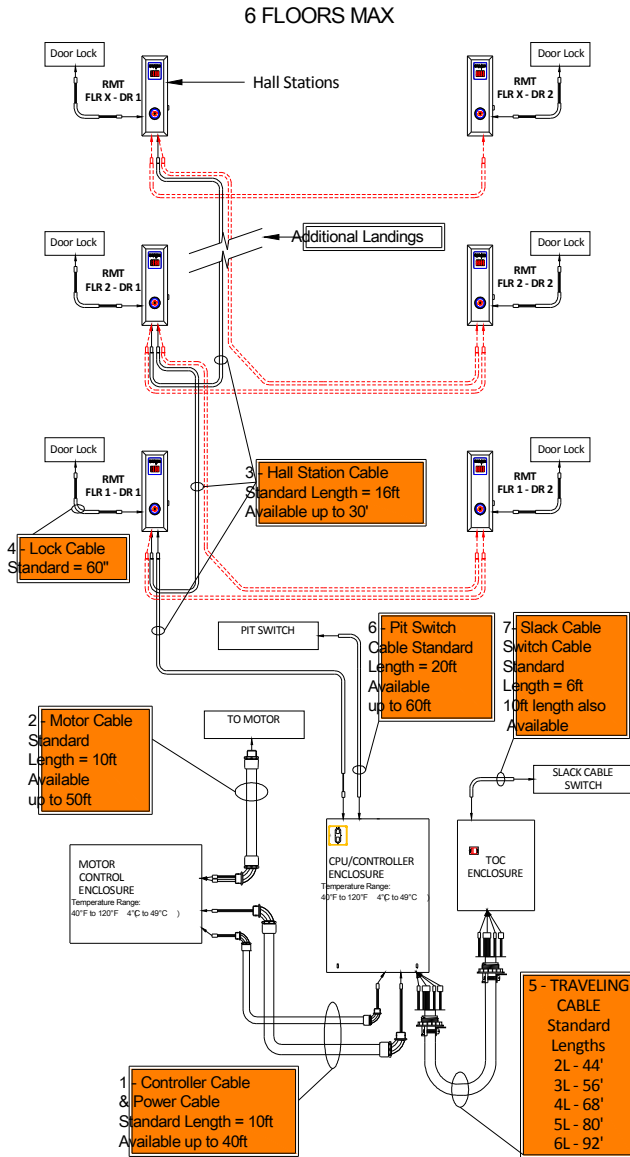 6 FLOORS MAX
Door Lock
RMT
FLR X - DR 1
Hall Stations
RMT
FLR X - DR 2
Door Lock
Additional Landings
Door Lock
RMT
FLR 2 - DR 1
RMT
FLR 2 - DR 2
Door Lock
Door Lock
RMT
FLR 1 - DR 1
3 - Hall Station Cable
Standard Length = 16ft
Available up to 30'
RMT
FLR 1 - DR 2
Door Lock
4 - Lock Cable
Standard = 60"
PIT SWITCH
6 - Pit Switch
Cable Standard
Length = 20ft
Available
up to 60ft
7 - Slack Cable
Switch Cable
Standard
Length = 6ft
10ft length also
Available
2 - Motor Cable
Standard
Length = 10ft
Available
up to 50ft
TO MOTOR
SLACK CABLE
SWITCH
MOTOR
CONTROL
ENCLOSURE
Temperature Range:
40°F to 120°F 4°C to 49°C )
CPU/CONTROLLER
ENCLOSURE
Temperature Range:
40°F to 120°F 4°C to 49°C )
TOC
ENCLOSURE
1 - Controller Cable
& Power Cable
Standard Length = 10ft
Available up to 40ft
5 - TRAVELING
CABLE
Standard
Lengths
2L - 44'
3L - 56'
4L - 68'
5L - 80'
6L - 92'